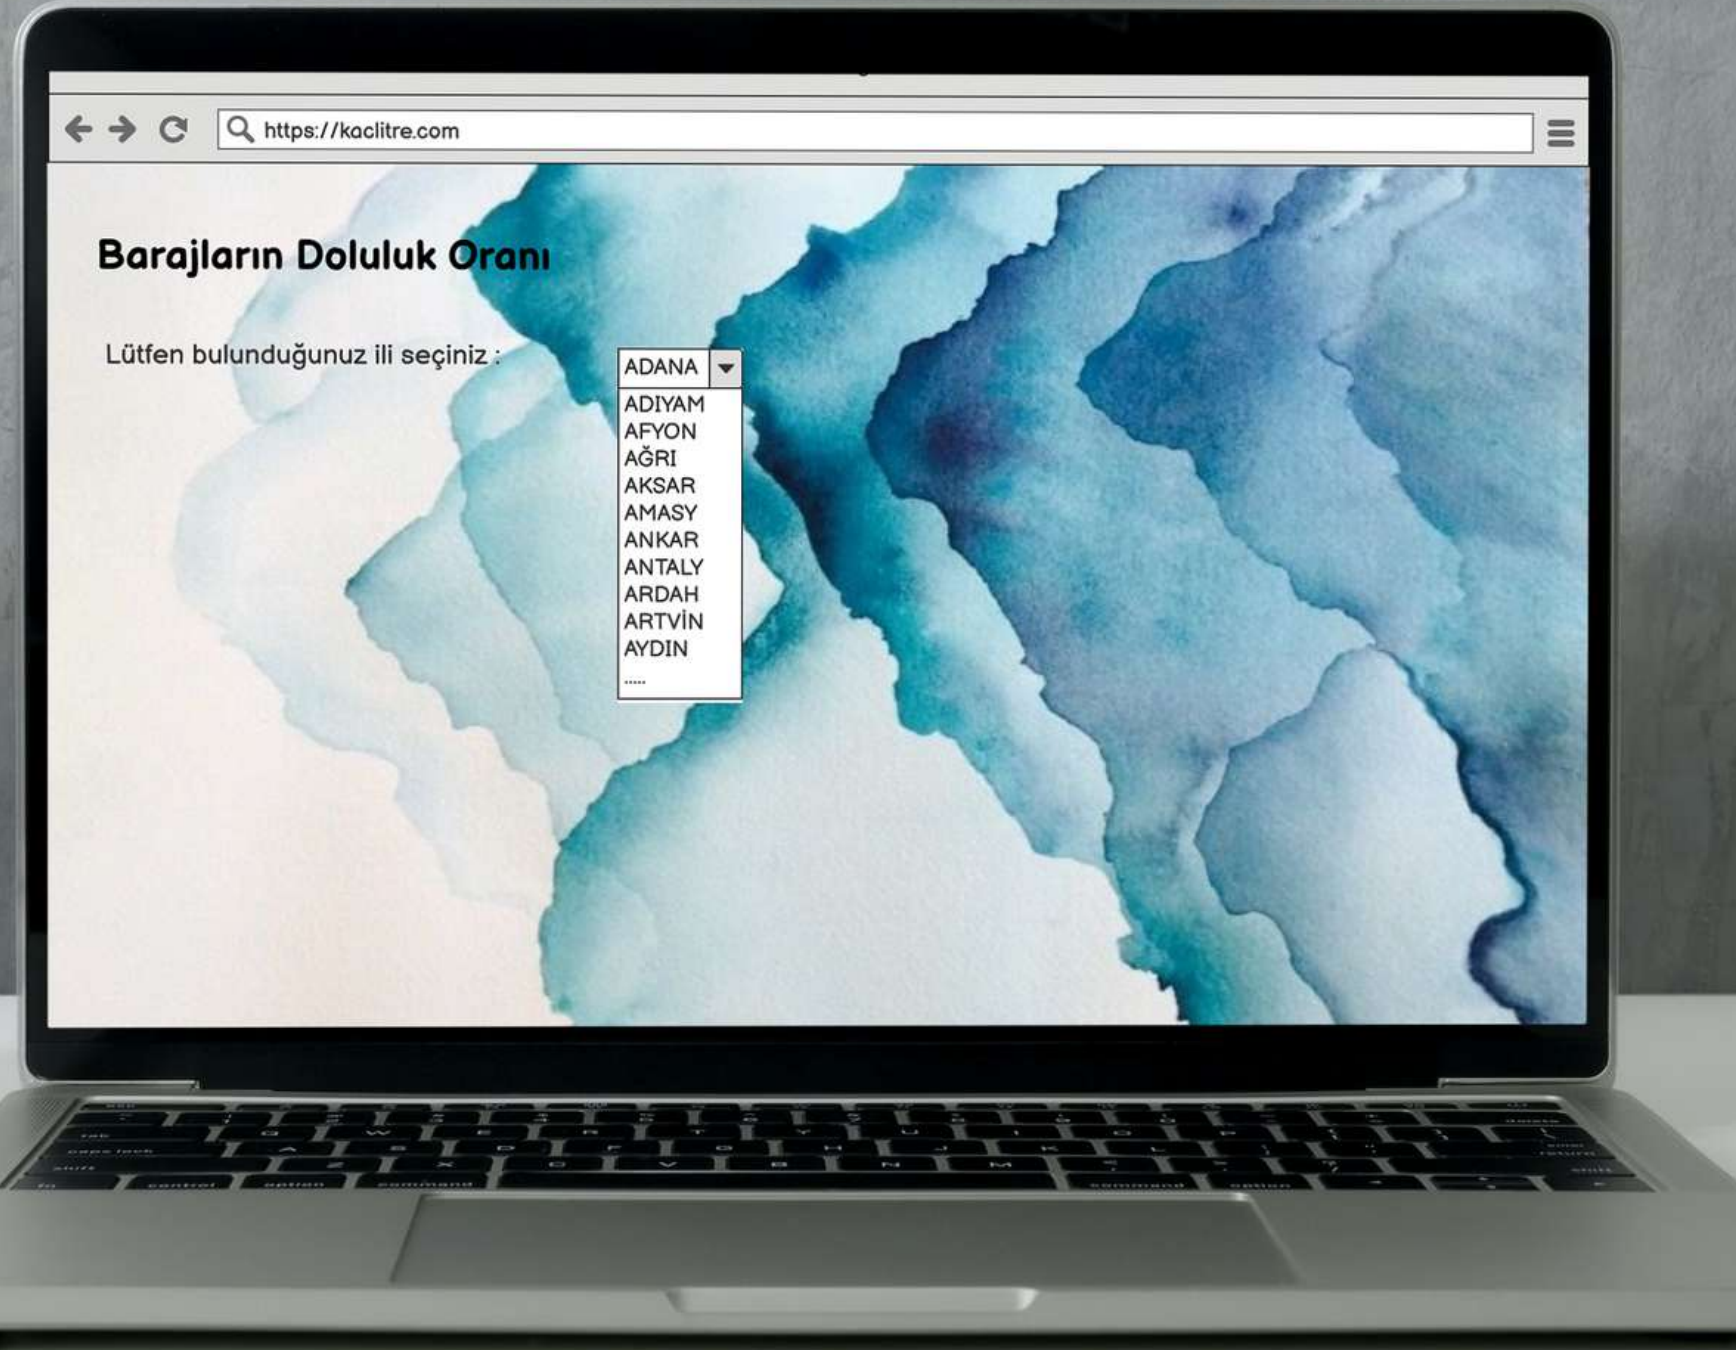 https://kaclitre.com
Barajların Doluluk Oranı
Lütfen bulunduğunuz ili seçiniz :
ADANA
ADIYAM
AFYON
AĞRI
AKSAR
AMASY
ANKAR
ANTALY
ARDAH
ARTVİN
AYDIN
.....